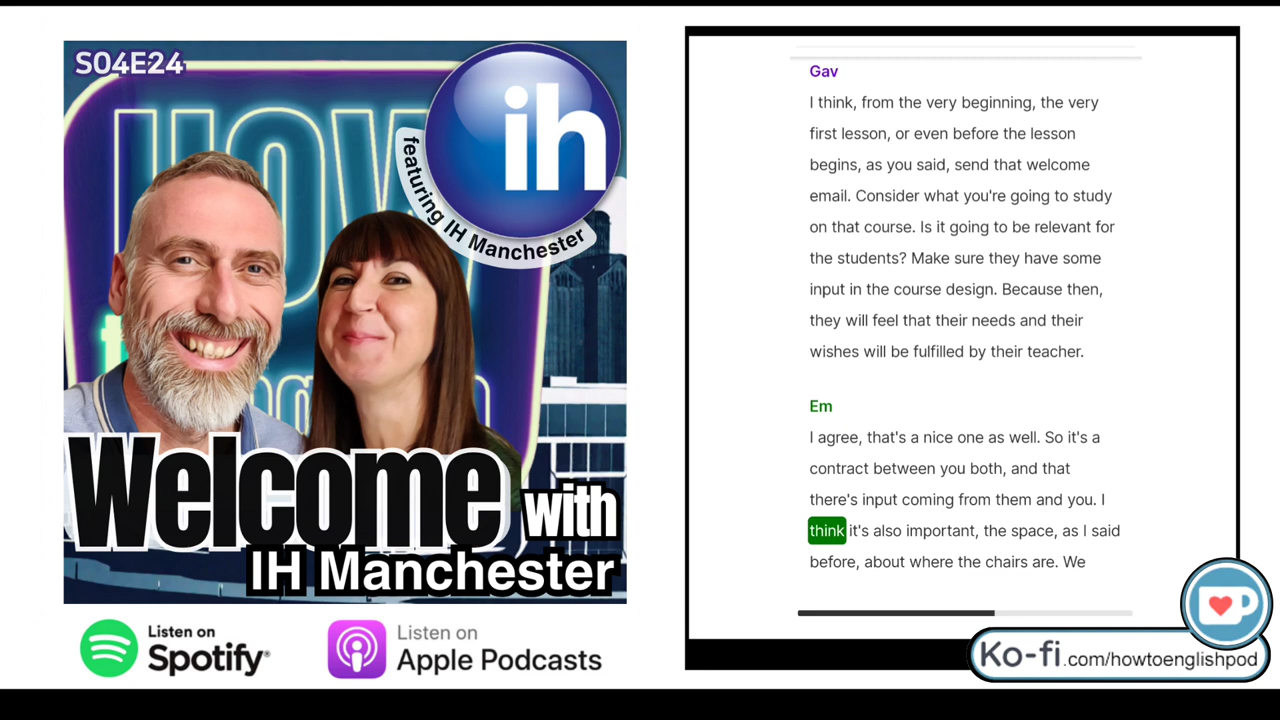 S04E24
HOW
ih
featuring IH Manchester
Welcome with
IH Manchester
Listen on
Spotify
Listen on
Apple Podcasts
Gav
I think, from the very beginning, the very
first lesson, or even before the lesson
begins, as you said, send that welcome
email. Consider what you're going to study
on that course. Is it going to be relevant for
the students? Make sure they have some
input in the course design. Because then,
they will feel that their needs and their
wishes will be fulfilled by their teacher.
Em
I agree, that's a nice one as well. So it's a
contract between you both, and that
there's input coming from them and you. I
think it's also important, the space, as I said
before, about where the chairs are. We
Ko-fi.com/howtoenglishpod